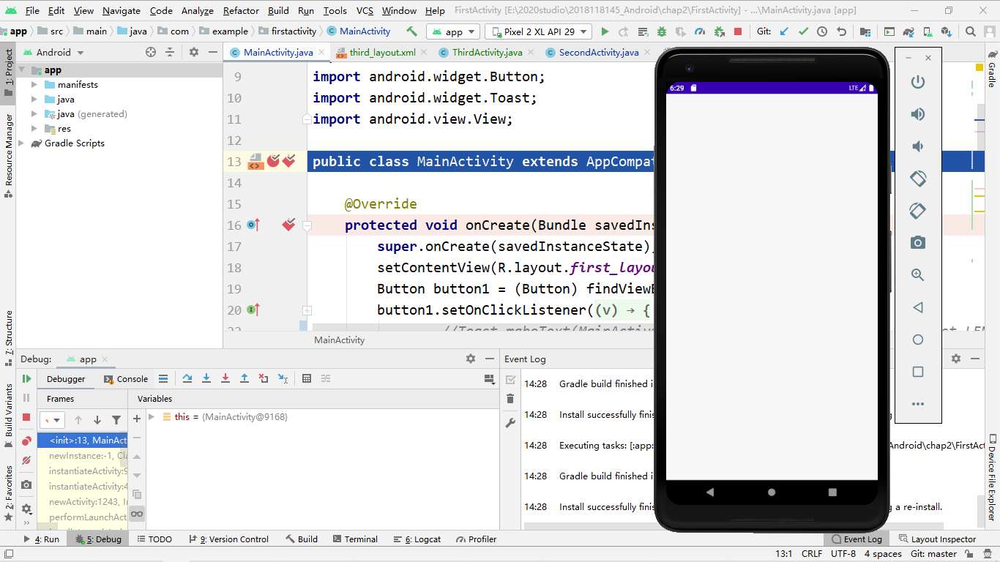 File Edit View Navigate Code Analyze Refactor Build Run Tools VCS Window Help FirstActivity [E:\2020studio\2018118145_Android\chap2\FirstActivity] - ...\MainActivity.java [app]
app src main java com example firstactivity MainActivity app Pixel 2 XL API 29 Git:
Android
MainActivity.java third_layout.xml ThirdActivity.java SecondActivity.java
1: Project
Resource Manager
Z: Structure
Build Variants
2: Favorites
app
manifests
java
java (generated)
res
Gradle Scripts
9 import android.widget.Button;
10 import android.widget.Toast;
11 import android.view.View;
12
13 public class MainActivity extends AppCompat
14
15 @Override
16 protected void onCreate(Bundle savedIns
17 super.onCreate(savedInstanceState)
18 setContentView(R.layout.first_layou
19 Button button1 = (Button) findViewB
20 button1.setOnClickListener((v) → {
MainActivity
6:29 LTE
Gradle
Device File Explorer
Debug: app
Debugger Console
Frames Variables
this = {MainActivity@9168}
<init>:13, MainAct
newInstance:-1, Cla
instantiateActivity:9
instantiateActivity:4
newActivity:1243, I
performLaunchAct
Event Log
14:28 Gradle build finished i
14:28 Install successfully finis
14:28 Executing tasks: [app: Android\chap2\FirstAc
14:28 Gradle build finished i
14:28 Install successfully finis g a re-install.
4: Run 5: Debug TODO 9: Version Control Build Terminal 6: Logcat Profiler Event Log Layout Inspector
13:1 CRLF UTF-8 4 spaces Git: master